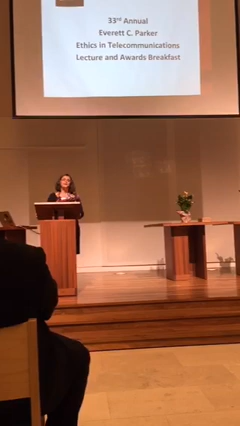 33rd Annual
Everett C. Parker
Ethics in Telecommunications
Lecture and Awards Breakfast